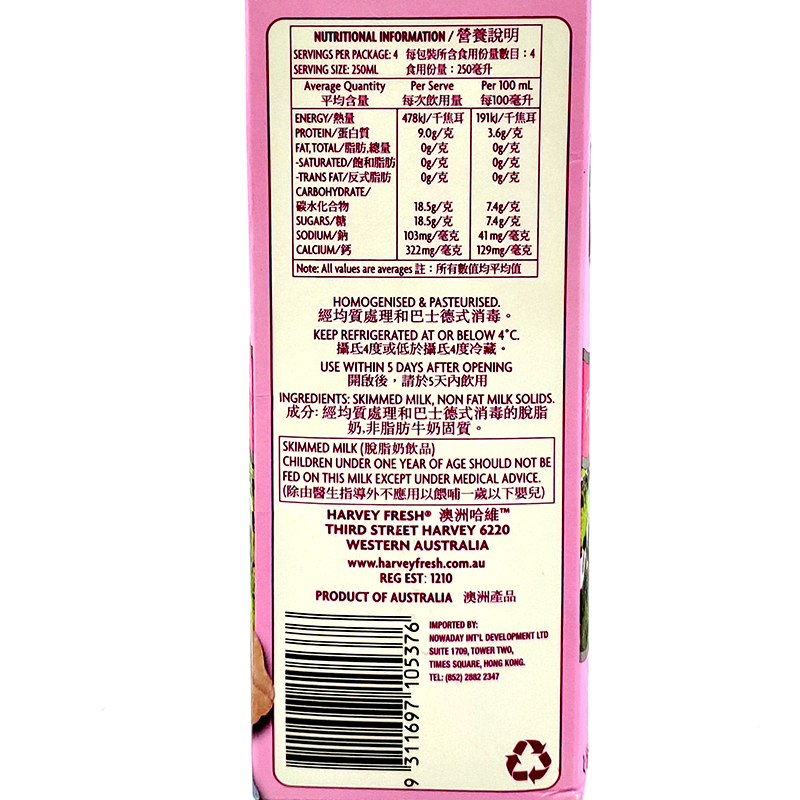 NUTRITIONAL INFORMATION / 營養說明
SERVINGS PER PACKAGE: 4 每包裝所含食用份量數目：4
SERVING SIZE: 250ML 食用份量：250毫升
Average Quantity Per Serve Per 100 mL
平均含量 每次飲用量 每100毫升
ENERGY/熱量 478kJ/千焦耳 191kJ/千焦耳
PROTEIN/蛋白質 9.0g/克 3.6g/克
FAT,TOTAL/脂肪,總量 0g/克 0g/克
-SATURATED/飽和脂肪 0g/克 0g/克
-TRANS FAT/反式脂肪 0g/克 0g/克
CARBOHYDRATE/
碳水化合物 18.5g/克 7.4g/克
SUGARS/糖 18.5g/克 7.4g/克
SODIUM/鈉 103mg/毫克 41mg/毫克
CALCIUM/鈣 322mg/毫克 129mg/毫克
Note: All values are averages 註：所有數值均平均值
HOMOGENISED & PASTEURISED.
經均質處理和巴士德式消毒。
KEEP REFRIGERATED AT OR BELOW 4°C.
攝氏4度或低於攝氏4度冷藏。
USE WITHIN 5 DAYS AFTER OPENING
開啟後，請於5天內飲用
INGREDIENTS: SKIMMED MILK, NON FAT MILK SOLIDS.
成分: 經均質處理和巴士德式消毒的脫脂
奶,非脂肪牛奶固質。
SKIMMED MILK (脫脂奶飲品)
CHILDREN UNDER ONE YEAR OF AGE SHOULD NOT BE
FED ON THIS MILK EXCEPT UNDER MEDICAL ADVICE.
(除由醫生指導外不應用以餵哺一歲以下嬰兒)
HARVEY FRESH® 澳洲哈維™
THIRD STREET HARVEY 6220
WESTERN AUSTRALIA
www.harveyfresh.com.au
REG EST: 1210
PRODUCT OF AUSTRALIA 澳洲產品
IMPORTED BY:
NOWADAY INT'L DEVELOPMENT LTD
SUITE 1709, TOWER TWO,
TIMES SQUARE, HONG KONG.
TEL: (852) 2882 2347
9 311697 105376